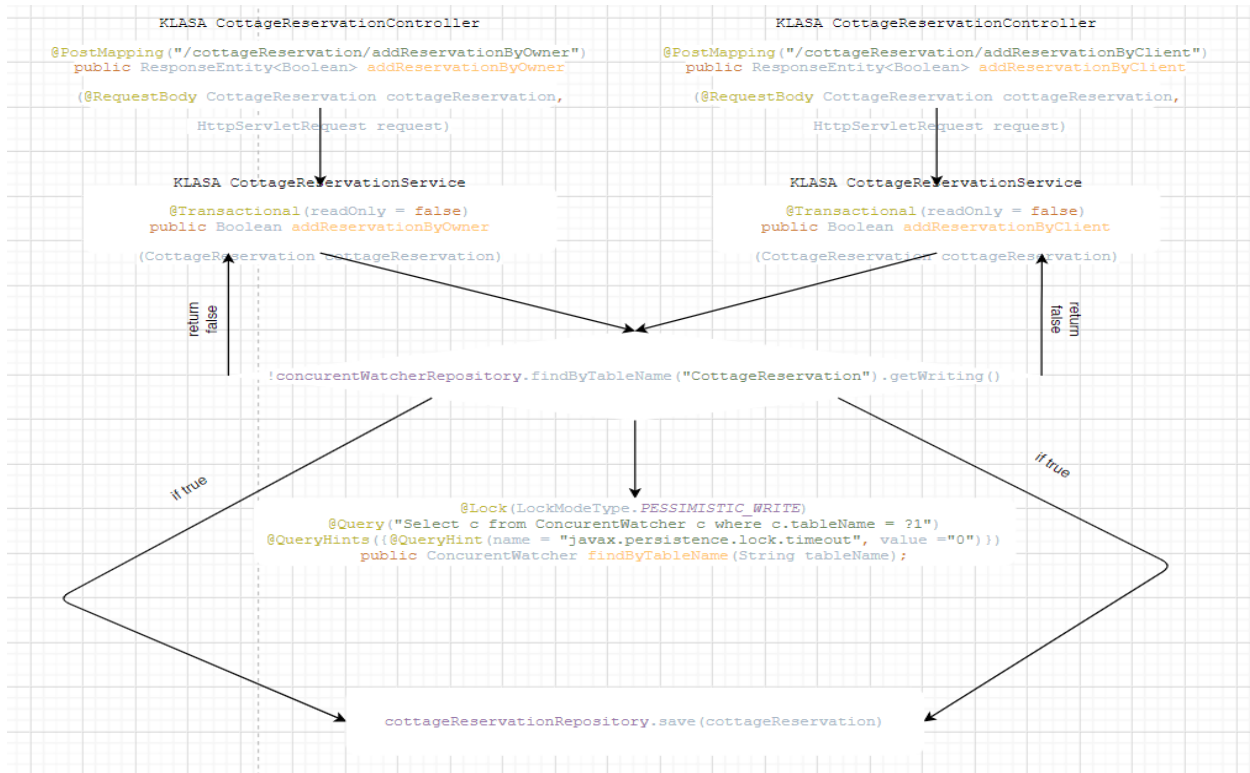 KLASA CottageReservationController
@PostMapping("/cottageReservation/addReservationByOwner")
public ResponseEntity<Boolean> addReservationByOwner
(@RequestBody CottageReservation cottageReservation,
HttpServletRequest request)
KLASA CottageReservationController
@PostMapping("/cottageReservation/addReservationByClient")
public ResponseEntity<Boolean> addReservationByClient
(@RequestBody CottageReservation cottageReservation,
HttpServletRequest request)
KLASA CottageReservationService
@Transactional(readOnly = false)
public Boolean addReservationByOwner
(CottageReservation cottageReservation)
KLASA CottageReservationService
@Transactional(readOnly = false)
public Boolean addReservationByClient
(CottageReservation cottageReservation)
return
false
return
false
!concurentWatcherRepository.findByTableName("CottageReservation").getWriting()
if true
if true
@Lock(LockModeType.PESSIMISTIC_WRITE)
@Query("Select c from ConcurentWatcher c where c.tableName = ?1")
@QueryHints({@QueryHint(name = "javax.persistence.lock.timeout", value ="0")})
public ConcurentWatcher findByTableName(String tableName);
cottageReservationRepository.save(cottageReservation)